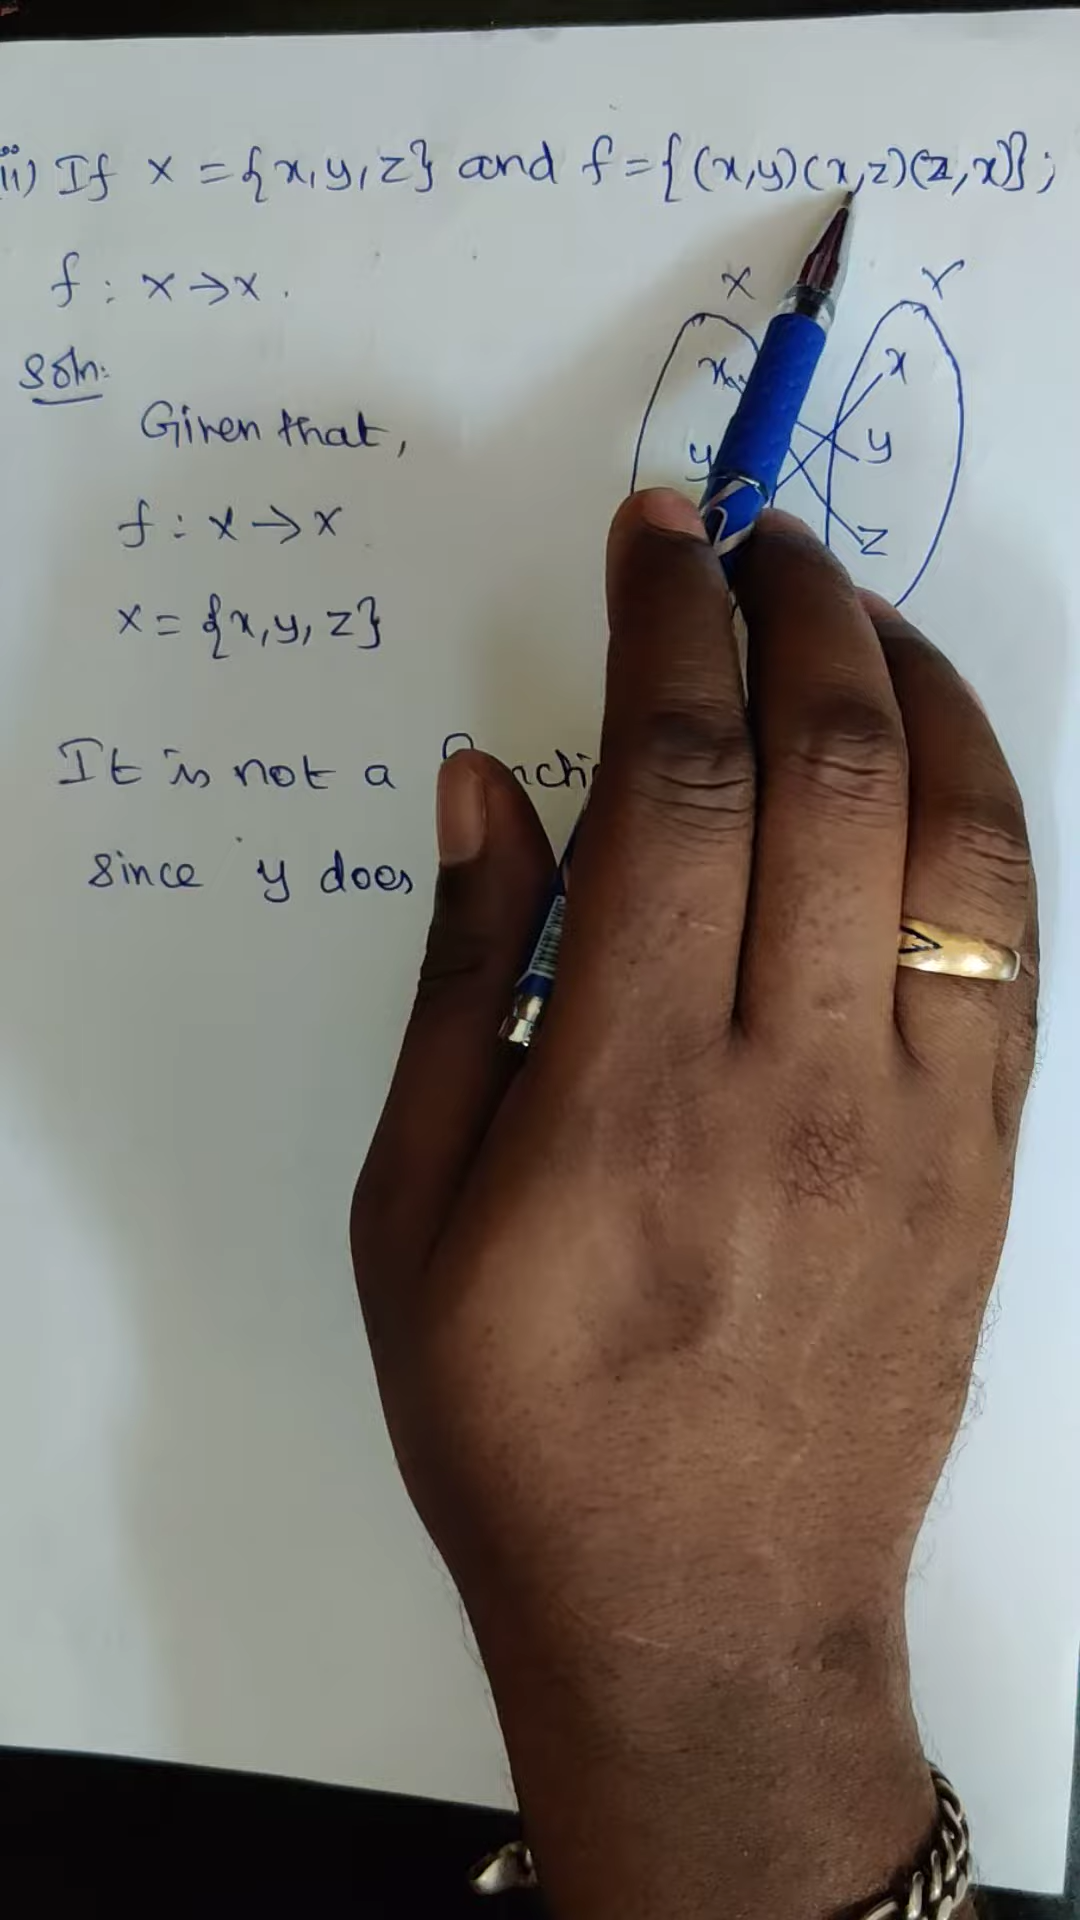 ii) If X = {x, y, z} and f = {(x,y)(x,z)(z,x)};
f : X → X .
Soln:
Given that,
f : X → X
X = {x, y, z}
It is not a
since y does
X
X
x
y
x
y
z